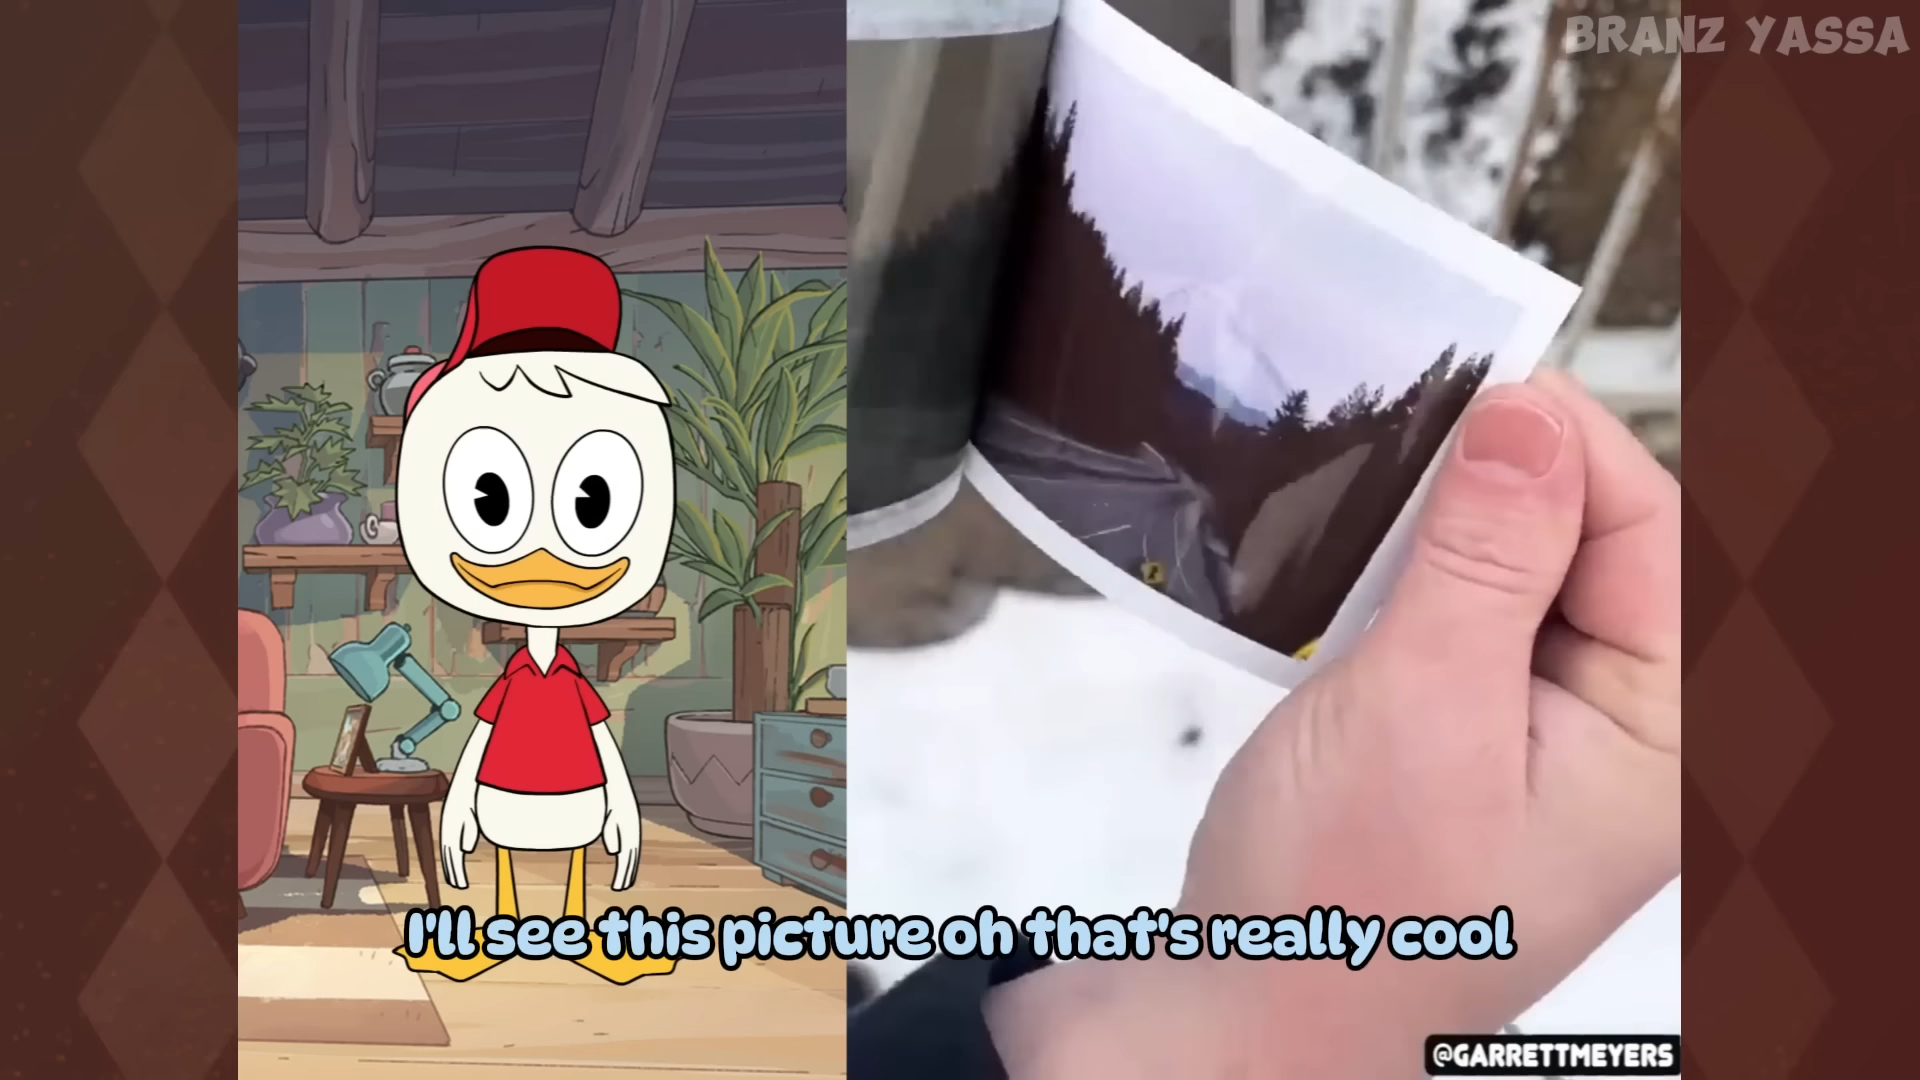 BRANZ YASSA
I'll see this picture oh that's really cool
@GARRETTMEYERS